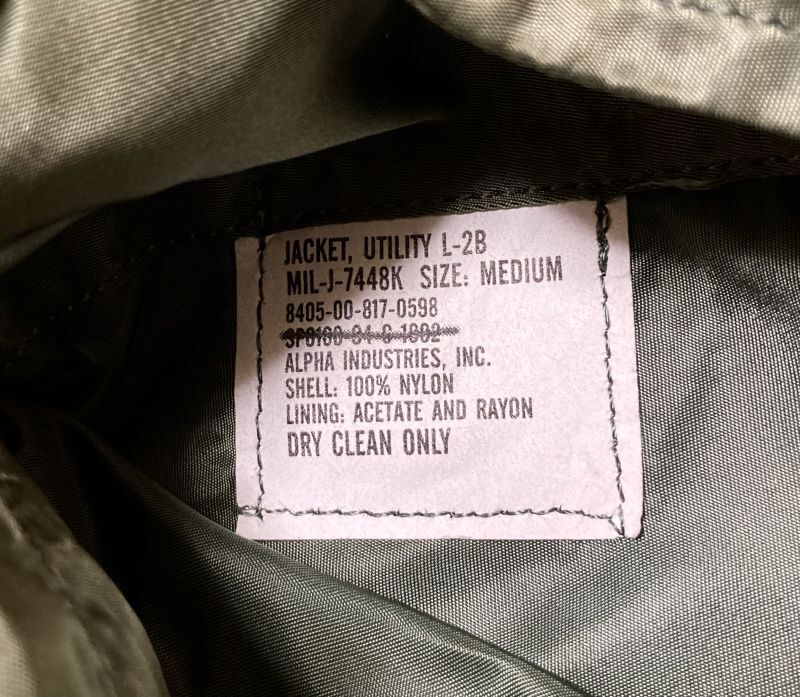 JACKET, UTILITY L-2B
MIL-J-7448K SIZE: MEDIUM
8405-00-817-0598
ALPHA INDUSTRIES, INC.
SHELL: 100% NYLON
LINING: ACETATE AND RAYON
DRY CLEAN ONLY